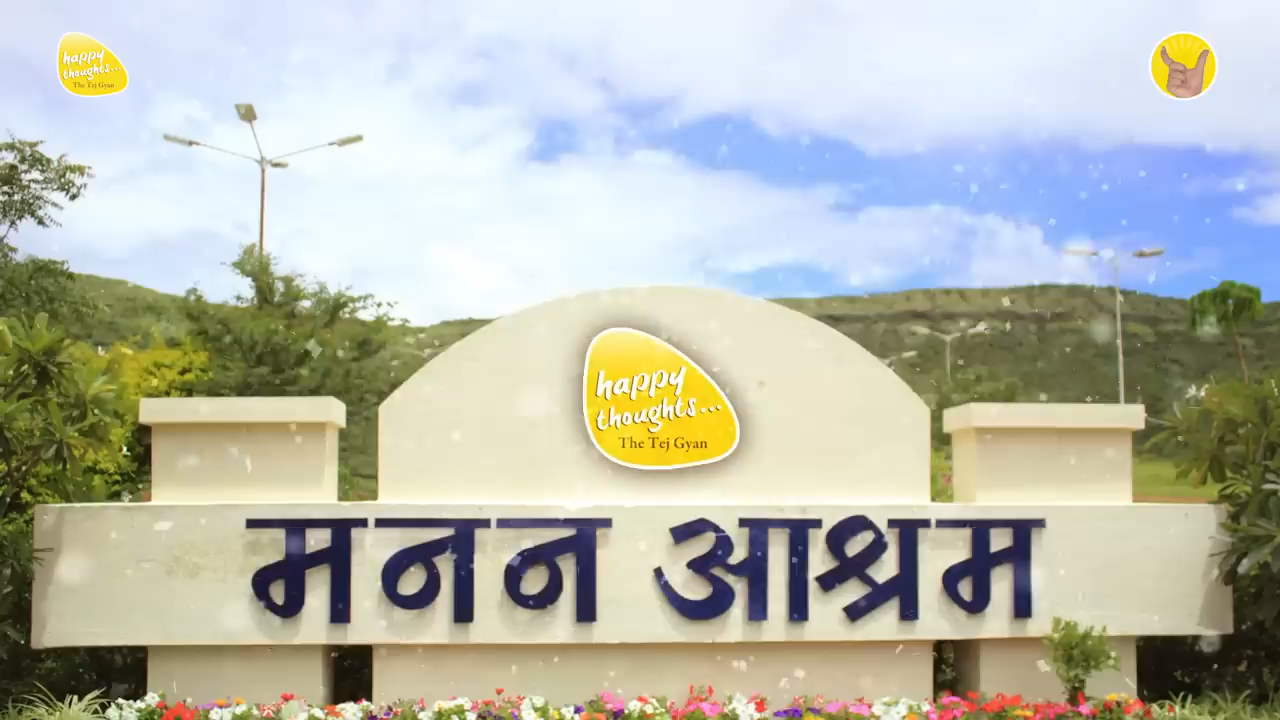 happy
thoughts...
The Tej Gyan
happy
thoughts...
The Tej Gyan
मनन आश्रम